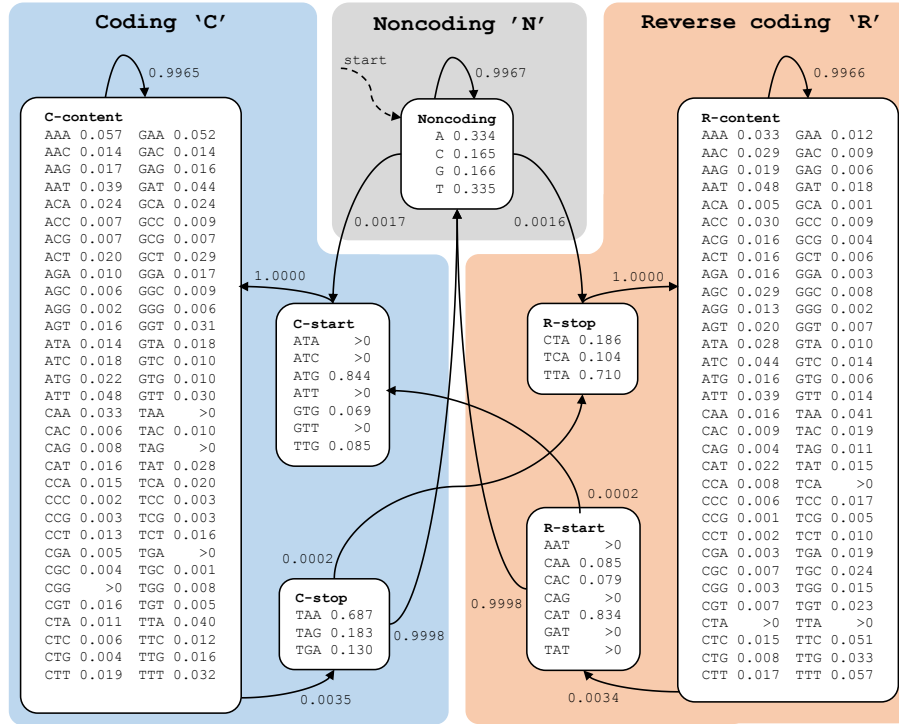 Coding ‘C’
Noncoding ’N’
Reverse coding ‘R’
0.9965
start
0.9967
0.9966
C-content
AAA 0.057 GAA 0.052
AAC 0.014 GAC 0.014
AAG 0.017 GAG 0.016
AAT 0.039 GAT 0.044
ACA 0.024 GCA 0.024
ACC 0.007 GCC 0.009
ACG 0.007 GCG 0.007
ACT 0.020 GCT 0.029
AGA 0.010 GGA 0.017
AGC 0.006 GGC 0.009
AGG 0.002 GGG 0.006
AGT 0.016 GGT 0.031
ATA 0.014 GTA 0.018
ATC 0.018 GTC 0.010
ATG 0.022 GTG 0.010
ATT 0.048 GTT 0.030
CAA 0.033 TAA >0
CAC 0.006 TAC 0.010
CAG 0.008 TAG >0
CAT 0.016 TAT 0.028
CCA 0.015 TCA 0.020
CCC 0.002 TCC 0.003
CCG 0.003 TCG 0.003
CCT 0.013 TCT 0.016
CGA 0.005 TGA >0
CGC 0.004 TGC 0.001
CGG >0 TGG 0.008
CGT 0.016 TGT 0.005
CTA 0.011 TTA 0.040
CTC 0.006 TTC 0.012
CTG 0.004 TTG 0.016
CTT 0.019 TTT 0.032
Noncoding
A 0.334
C 0.165
G 0.166
T 0.335
0.0017
0.0016
1.0000
1.0000
C-start
ATA >0
ATC >0
ATG 0.844
ATT >0
GTG 0.069
GTT >0
TTG 0.085
R-stop
CTA 0.186
TCA 0.104
TTA 0.710
0.0002
0.0002
C-stop
TAA 0.687
TAG 0.183
TGA 0.130
0.9998
0.9998
R-start
AAT >0
CAA 0.085
CAC 0.079
CAG >0
CAT 0.834
GAT >0
TAT >0
0.0035
0.0034
R-content
AAA 0.033 GAA 0.012
AAC 0.029 GAC 0.009
AAG 0.019 GAG 0.006
AAT 0.048 GAT 0.018
ACA 0.005 GCA 0.001
ACC 0.030 GCC 0.009
ACG 0.016 GCG 0.004
ACT 0.016 GCT 0.006
AGA 0.016 GGA 0.003
AGC 0.029 GGC 0.008
AGG 0.013 GGG 0.002
AGT 0.020 GGT 0.007
ATA 0.028 GTA 0.010
ATC 0.044 GTC 0.014
ATG 0.016 GTG 0.006
ATT 0.039 GTT 0.014
CAA 0.016 TAA 0.041
CAC 0.009 TAC 0.019
CAG 0.004 TAG 0.011
CAT 0.022 TAT 0.015
CCA 0.008 TCA >0
CCC 0.006 TCC 0.017
CCG 0.001 TCG 0.005
CCT 0.002 TCT 0.010
CGA 0.003 TGA 0.019
CGC 0.007 TGC 0.024
CGG 0.003 TGG 0.015
CGT 0.007 TGT 0.023
CTA >0 TTA >0
CTC 0.015 TTC 0.051
CTG 0.008 TTG 0.033
CTT 0.017 TTT 0.057